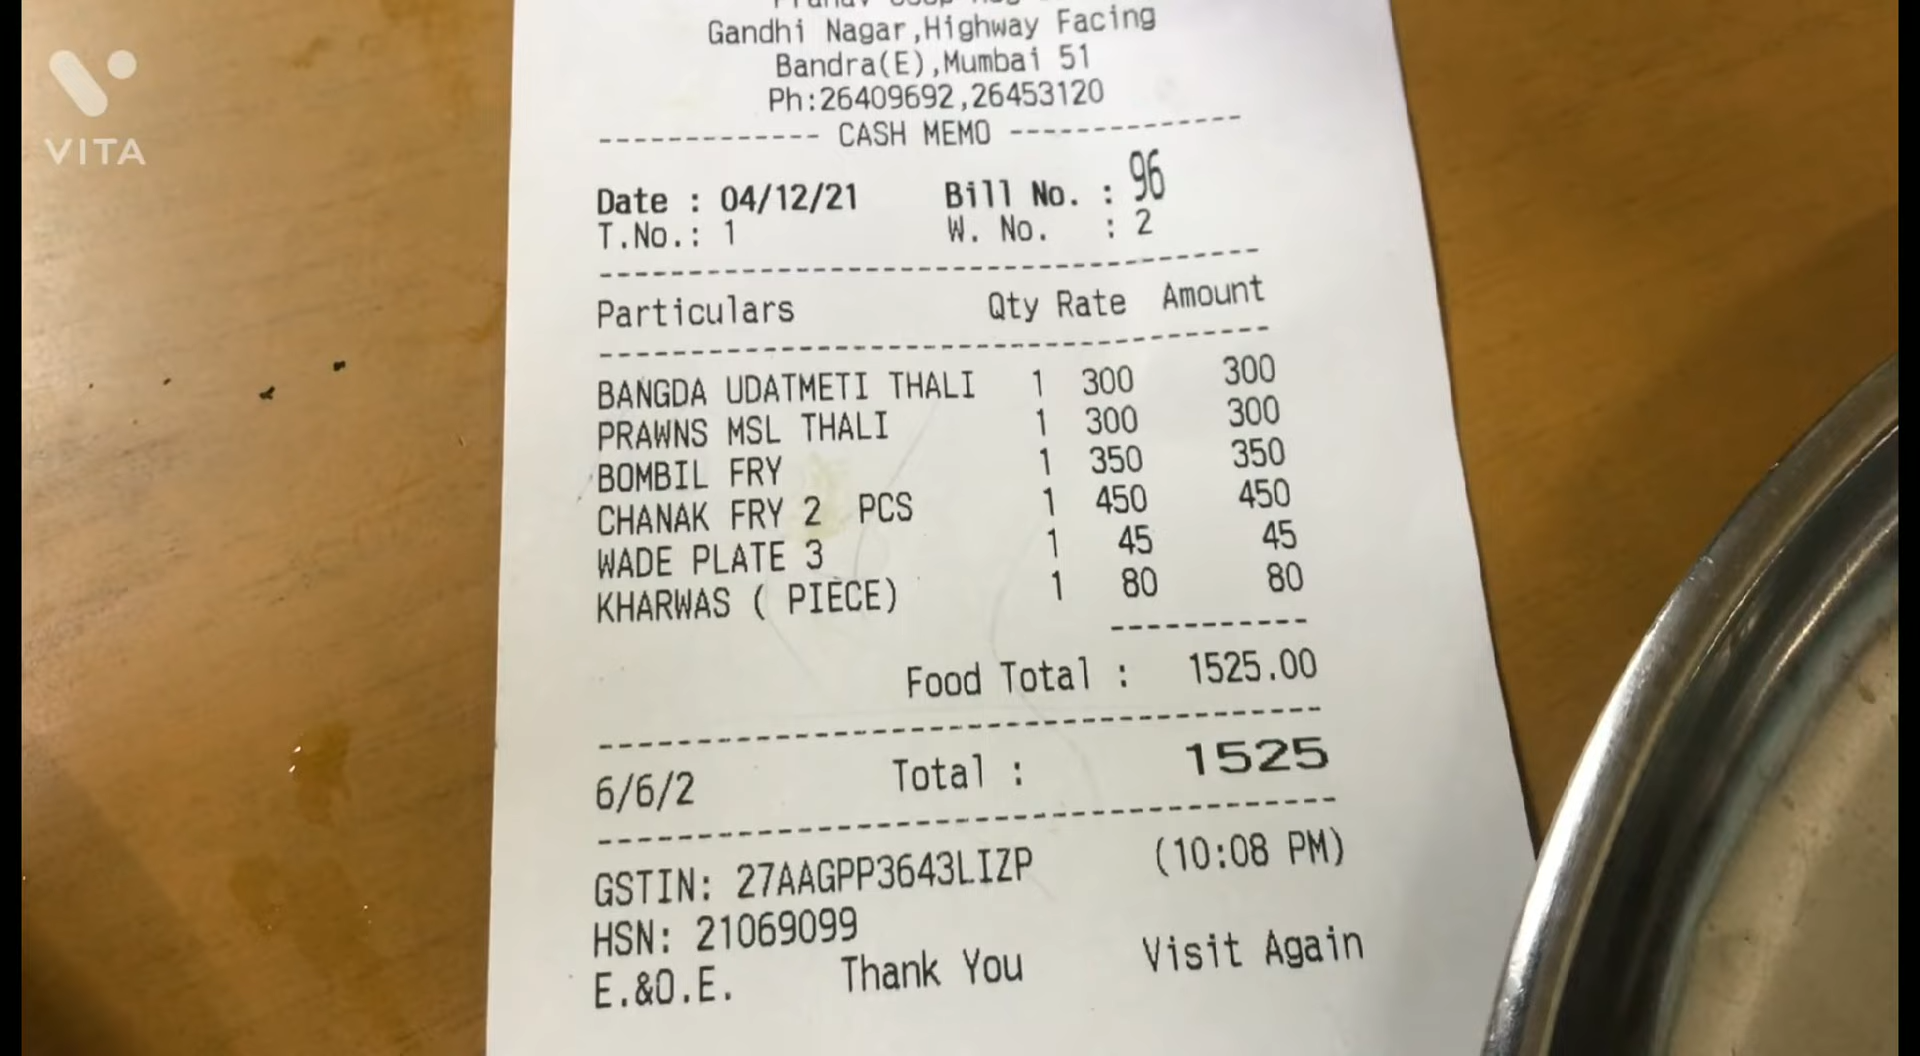 VITA
Gandhi Nagar,Highway Facing
Bandra(E),Mumbai 51
Ph:26409692,26453120
------------ CASH MEMO ------------
Date : 04/12/21 Bill No. : 96
T.No.: 1 W. No. : 2
Particulars Qty Rate Amount
BANGDA UDATMETI THALI 1 300 300
PRAWNS MSL THALI 1 300 300
BOMBIL FRY 1 350 350
CHANAK FRY 2 PCS 1 450 450
WADE PLATE 3 1 45 45
KHARWAS ( PIECE) 1 80 80
Food Total : 1525.00
6/6/2 Total : 1525
GSTIN: 27AAGPP3643LIZP (10:08 PM)
HSN: 21069099
E.&O.E. Thank You Visit Again